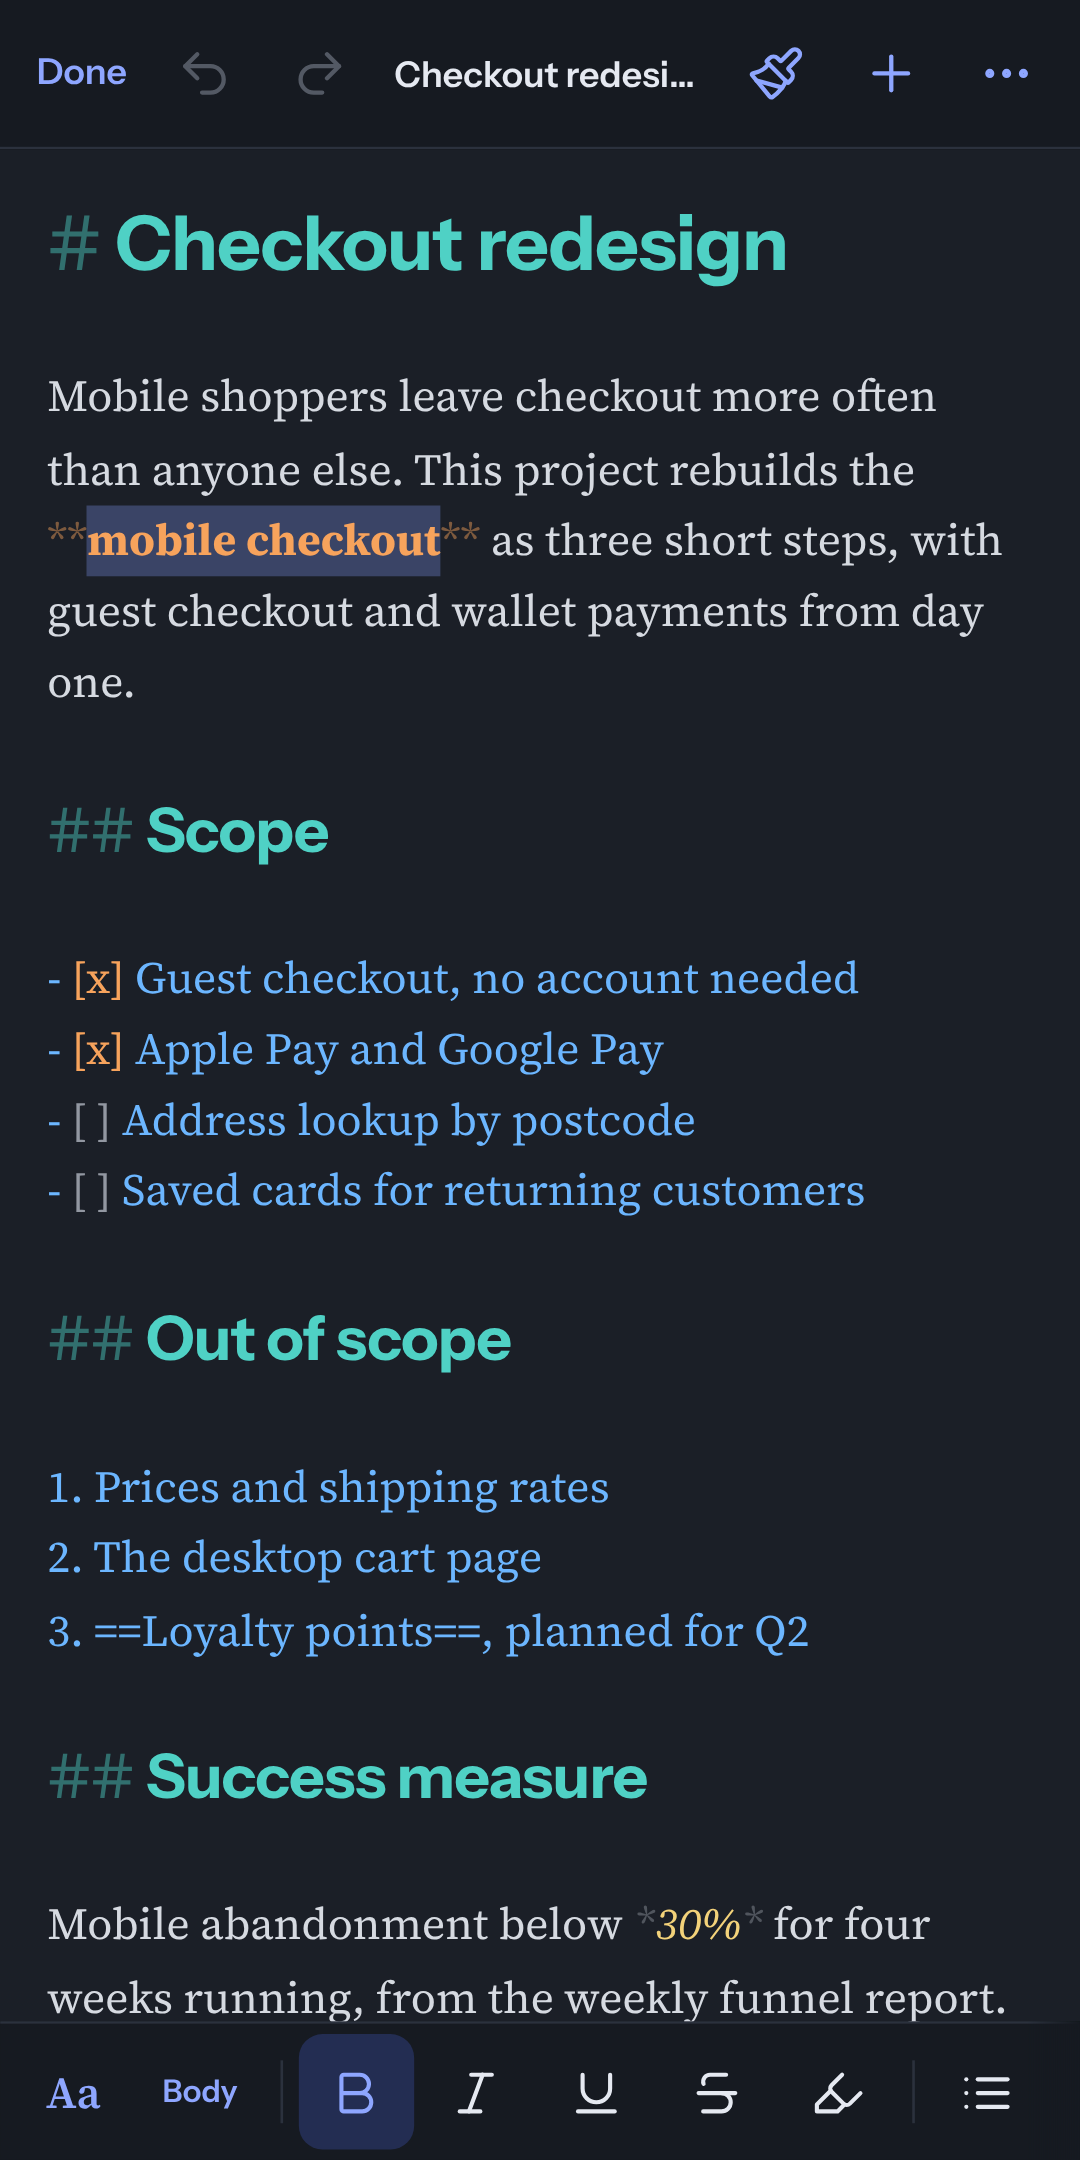 Done
Checkout redesi...
# Checkout redesign
Mobile shoppers leave checkout more often
than anyone else. This project rebuilds the
**mobile checkout** as three short steps, with
guest checkout and wallet payments from day
one.
## Scope
- [x] Guest checkout, no account needed
- [x] Apple Pay and Google Pay
- [ ] Address lookup by postcode
- [ ] Saved cards for returning customers
## Out of scope
1. Prices and shipping rates
2. The desktop cart page
3. ==Loyalty points==, planned for Q2
## Success measure
Mobile abandonment below *30%* for four
weeks running, from the weekly funnel report.
Aa Body B I U S